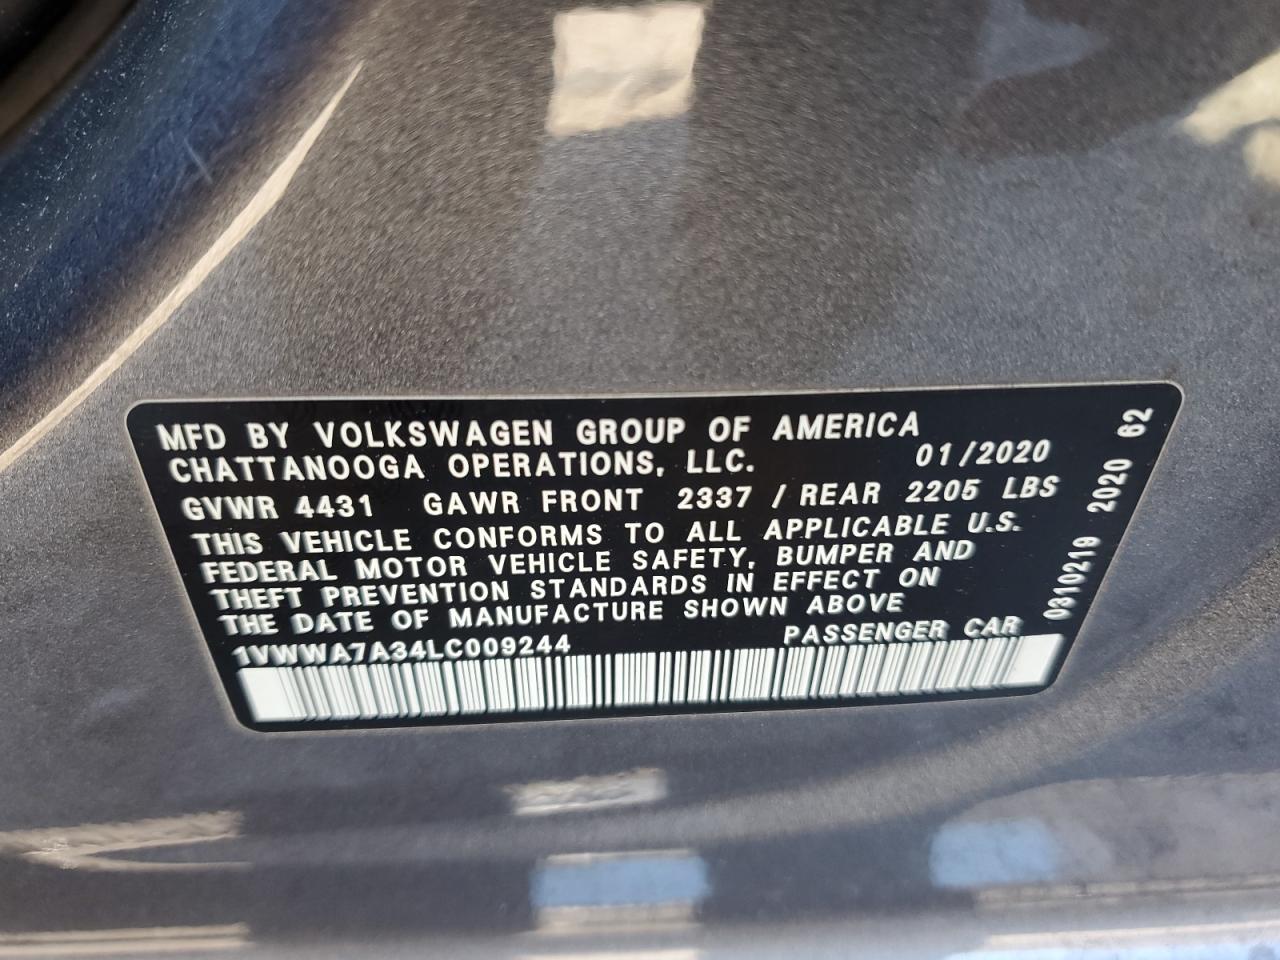 MFD BY VOLKSWAGEN GROUP OF AMERICA
CHATTANOOGA OPERATIONS, LLC. 01/2020
GVWR 4431 GAWR FRONT 2337 / REAR 2205 LBS
THIS VEHICLE CONFORMS TO ALL APPLICABLE U.S.
FEDERAL MOTOR VEHICLE SAFETY, BUMPER AND
THEFT PREVENTION STANDARDS IN EFFECT ON
THE DATE OF MANUFACTURE SHOWN ABOVE
1VWWA7A34LC009244 PASSENGER CAR
0310219 2020 62